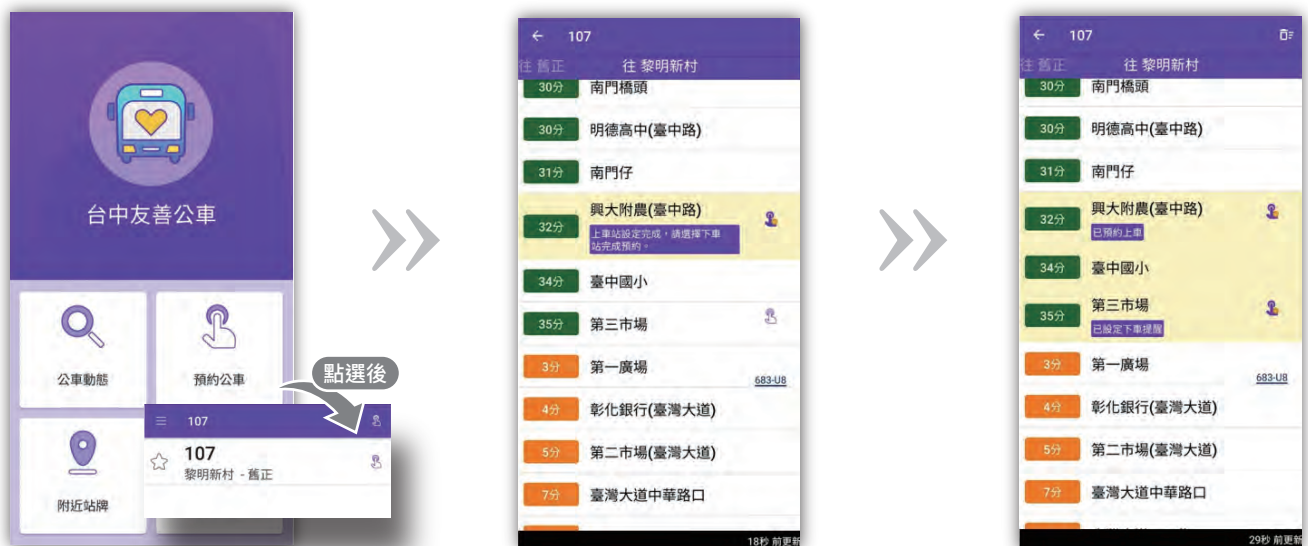 台中友善公車
公車動態
預約公車
附近站牌
點選後
107
107
黎明新村 - 舊正
107
往 舊正
往 黎明新村
30分 南門橋頭
30分 明德高中(臺中路)
31分 南門仔
32分 興大附農(臺中路)
上車站設定完成，請選擇下車
站完成預約。
34分 臺中國小
35分 第三市場
3分 第一廣場
683-U8
4分 彰化銀行(臺灣大道)
5分 第二市場(臺灣大道)
7分 臺灣大道中華路口
18秒 前更新
107
往 舊正
往 黎明新村
30分 南門橋頭
30分 明德高中(臺中路)
31分 南門仔
32分 興大附農(臺中路)
已預約上車
34分 臺中國小
35分 第三市場
已設定下車提醒
3分 第一廣場
683-U8
4分 彰化銀行(臺灣大道)
5分 第二市場(臺灣大道)
7分 臺灣大道中華路口
29秒 前更新